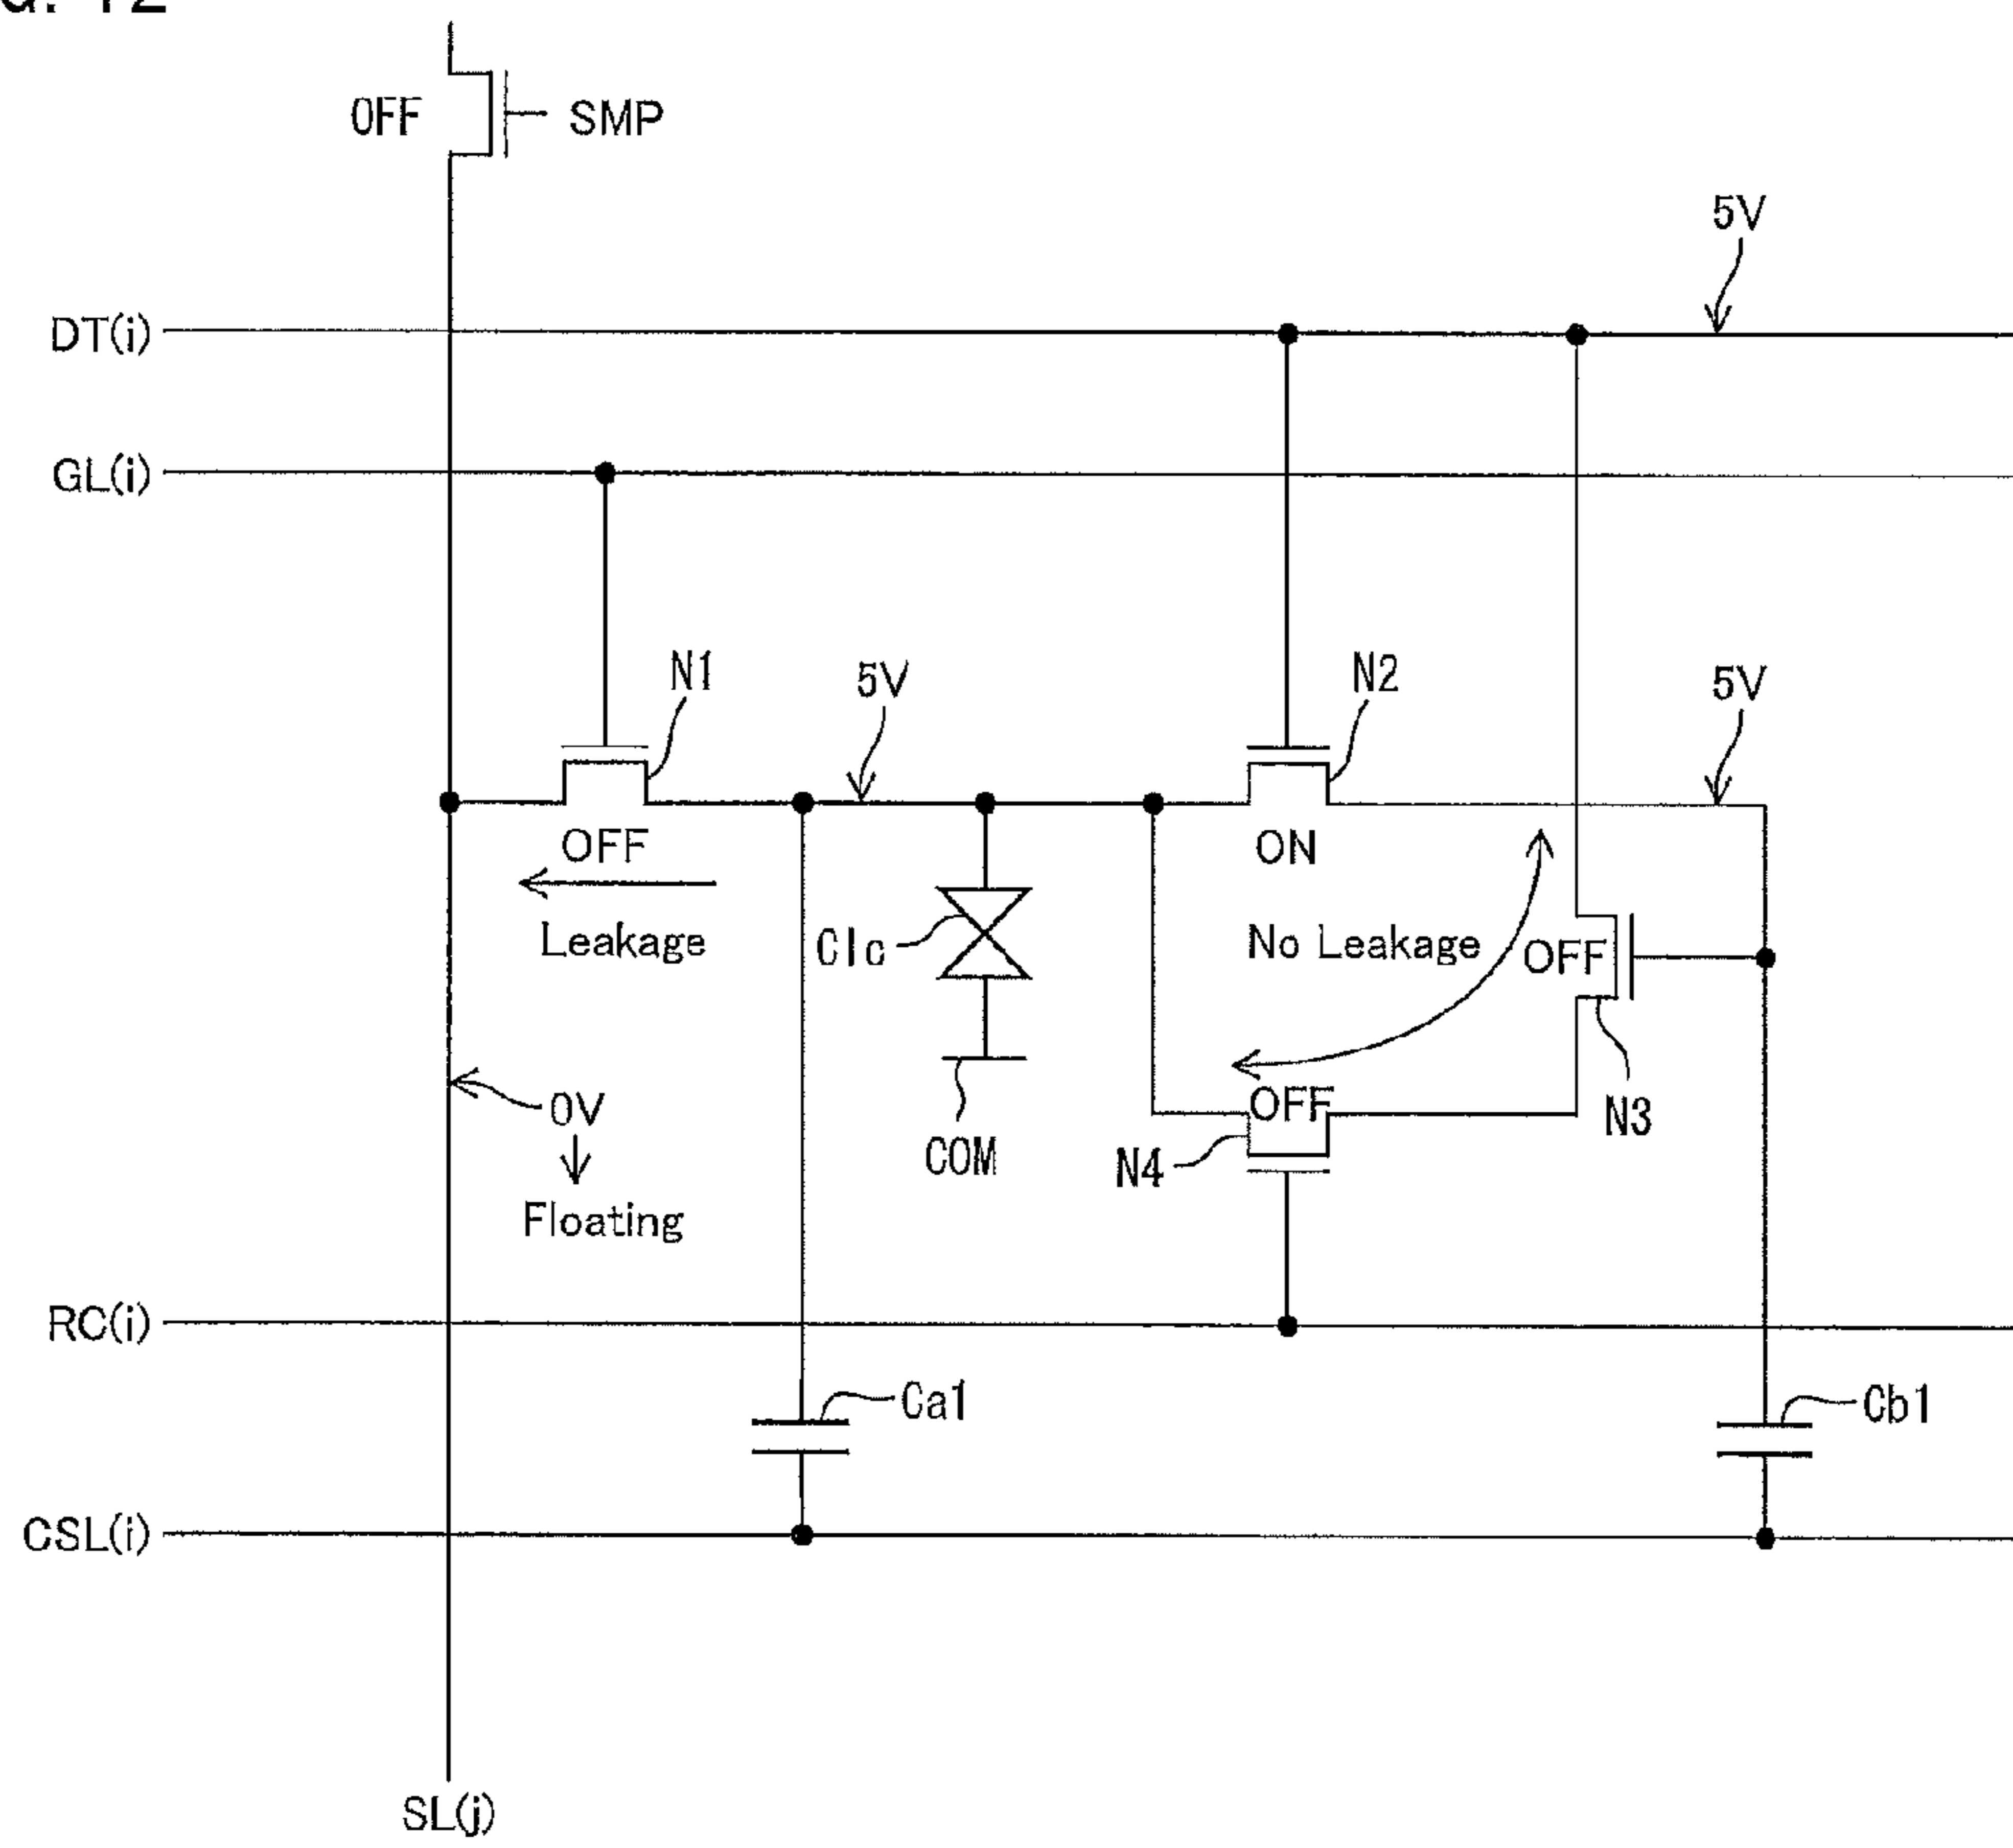 12
OFF
SMP
5V
DT(i)
GL(i)
N1
5V
N2
5V
OFF
ON
Leakage
Clc
No Leakage
OFF
0V
Floating
COM
OFF
N4
N3
RC(i)
Ca1
Cb1
CSL(i)
SL(j)